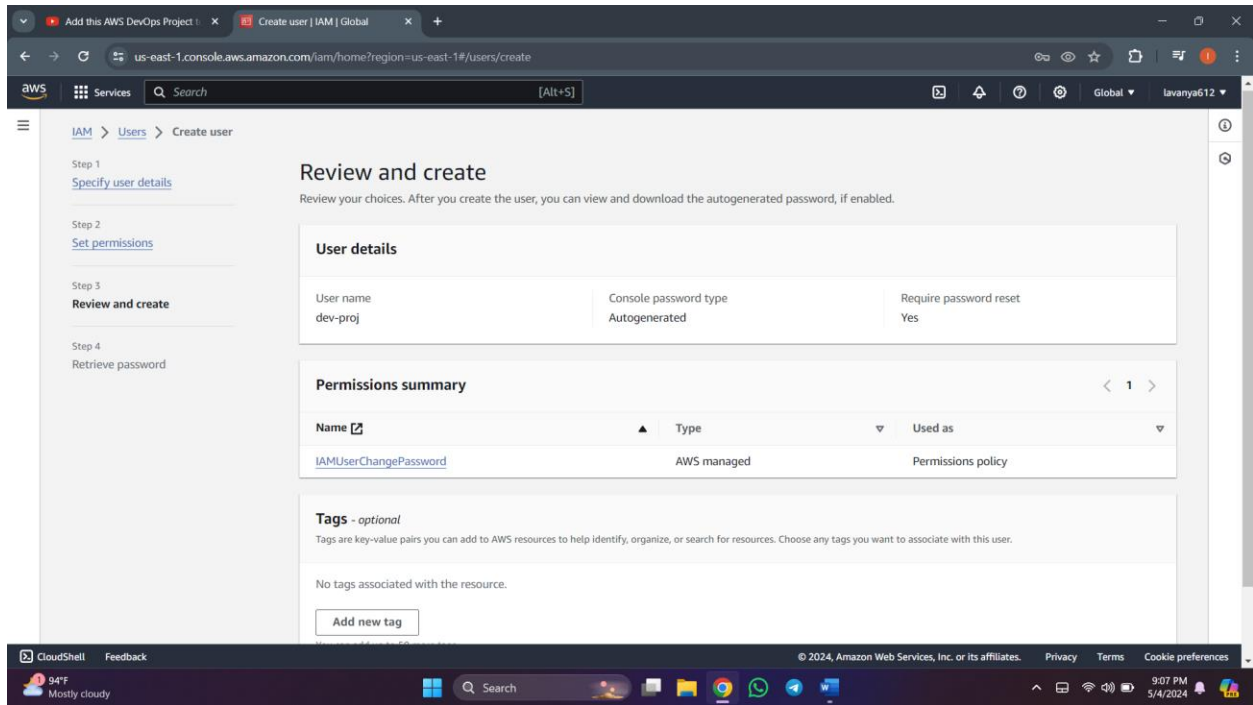 Add this AWS DevOps Project t
Create user | IAM | Global
us-east-1.console.aws.amazon.com/iam/home?region=us-east-1#/users/create
aws
Services
Search
[Alt+S]
Global
lavanya612
IAM > Users > Create user
Step 1
Specify user details
Step 2
Set permissions
Step 3
Review and create
Step 4
Retrieve password
Review and create
Review your choices. After you create the user, you can view and download the autogenerated password, if enabled.
User details
User name
dev-proj
Console password type
Autogenerated
Require password reset
Yes
Permissions summary
< 1 >
Name Type Used as
IAMUserChangePassword AWS managed Permissions policy
Tags - optional
Tags are key-value pairs you can add to AWS resources to help identify, organize, or search for resources. Choose any tags you want to associate with this user.
No tags associated with the resource.
Add new tag
CloudShell Feedback
© 2024, Amazon Web Services, Inc. or its affiliates. Privacy Terms Cookie preferences
1
94°F
Mostly cloudy
Search
9:07 PM
5/4/2024